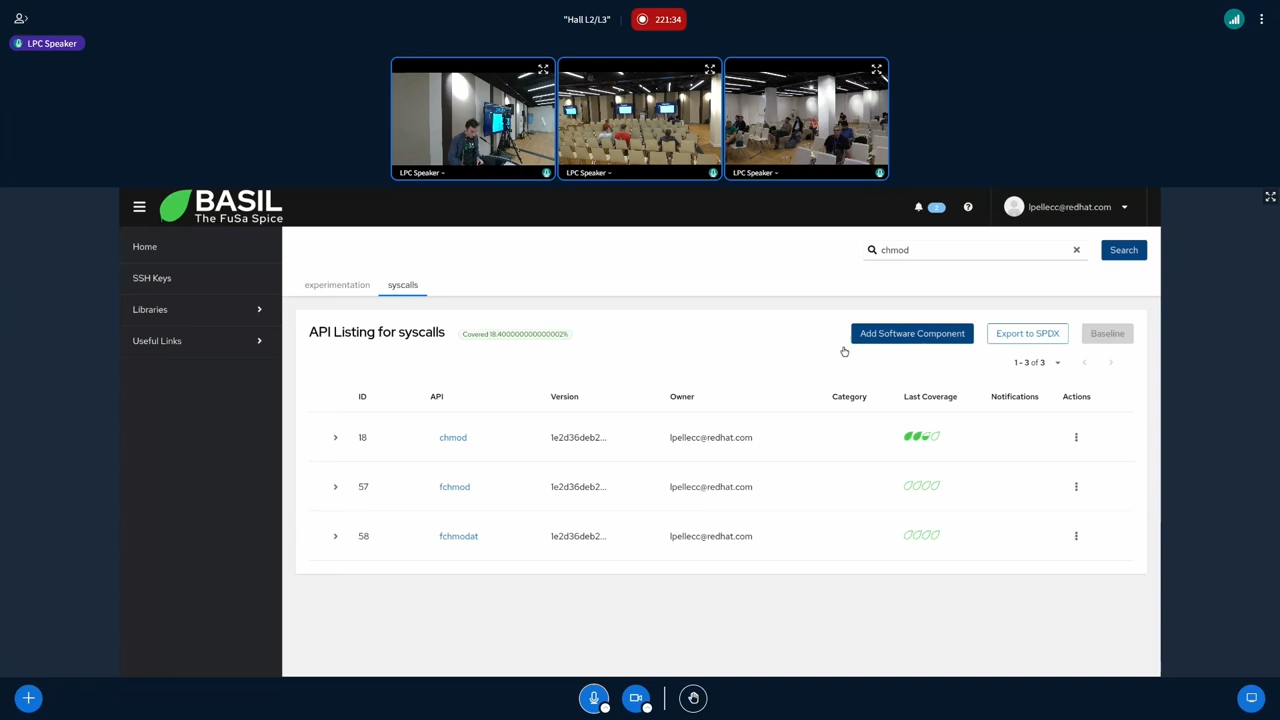 "Hall L2/L3"
221:34
LPC Speaker
LPC Speaker
LPC Speaker
LPC Speaker
BASIL
The FuSa Spice
2
lpellecc@redhat.com
Home
SSH Keys
Libraries
Useful Links
chmod
Search
experimentation
syscalls
API Listing for syscalls
Covered 18.400000000000002%
Add Software Component
Export to SPDX
Baseline
1 - 3 of 3
ID API Version Owner Category Last Coverage Notifications Actions
18 chmod 1e2d36deb2... lpellecc@redhat.com
57 fchmod 1e2d36deb2... lpellecc@redhat.com
58 fchmodat 1e2d36deb2... lpellecc@redhat.com